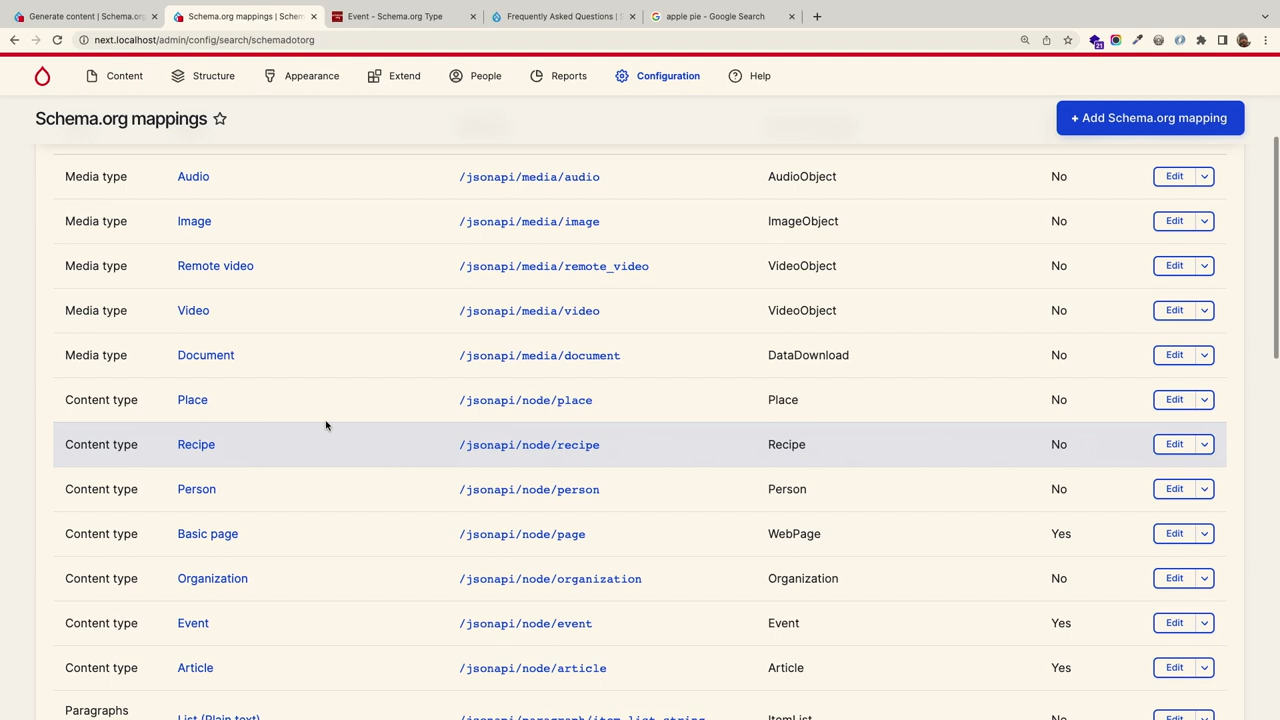 Generate content | Schema.org
Schema.org mappings | Schem
Event - Schema.org Type
Frequently Asked Questions | S
apple pie - Google Search
next.localhost/admin/config/search/schemadotorg
21
Content
Structure
Appearance
Extend
People
Reports
Configuration
Help
Schema.org mappings
+ Add Schema.org mapping
Media type Audio /jsonapi/media/audio AudioObject No Edit
Media type Image /jsonapi/media/image ImageObject No Edit
Media type Remote video /jsonapi/media/remote_video VideoObject No Edit
Media type Video /jsonapi/media/video VideoObject No Edit
Media type Document /jsonapi/media/document DataDownload No Edit
Content type Place /jsonapi/node/place Place No Edit
Content type Recipe /jsonapi/node/recipe Recipe No Edit
Content type Person /jsonapi/node/person Person No Edit
Content type Basic page /jsonapi/node/page WebPage Yes Edit
Content type Organization /jsonapi/node/organization Organization No Edit
Content type Event /jsonapi/node/event Event Yes Edit
Content type Article /jsonapi/node/article Article Yes Edit
Paragraphs List (Plain text) /jsonapi/paragraph/item_list_string ItemList No Edit